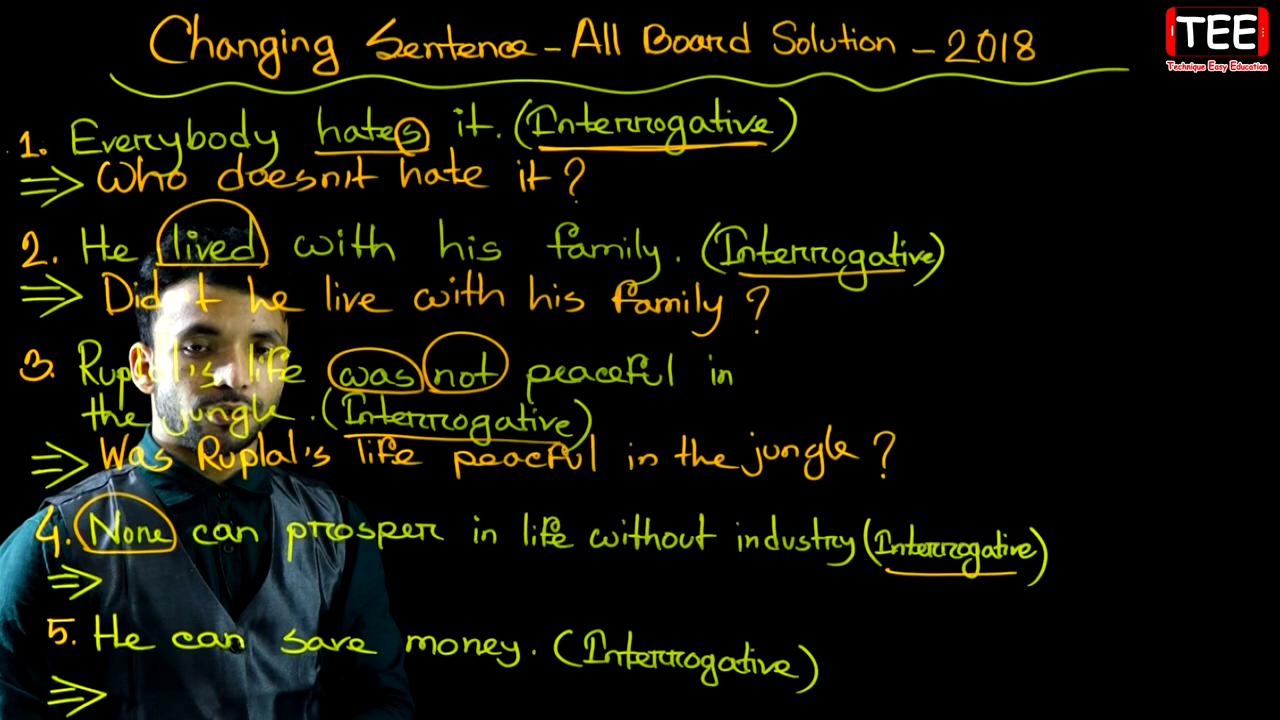 Changing Sentence - All Board Solution - 2018
TEE
Technique Easy Education
1. Everybody hates it. (Interrogative)
⇒ Who doesn't hate it?
2. He lived with his family. (Interrogative)
⇒ Didn't he live with his family?
3. Ruplal's life was not peaceful in
the jungle. (Interrogative)
⇒ Was Ruplal's life peaceful in the jungle?
4. None can prosper in life without industry (Interrogative)
⇒
5. He can save money. (Interrogative)
⇒